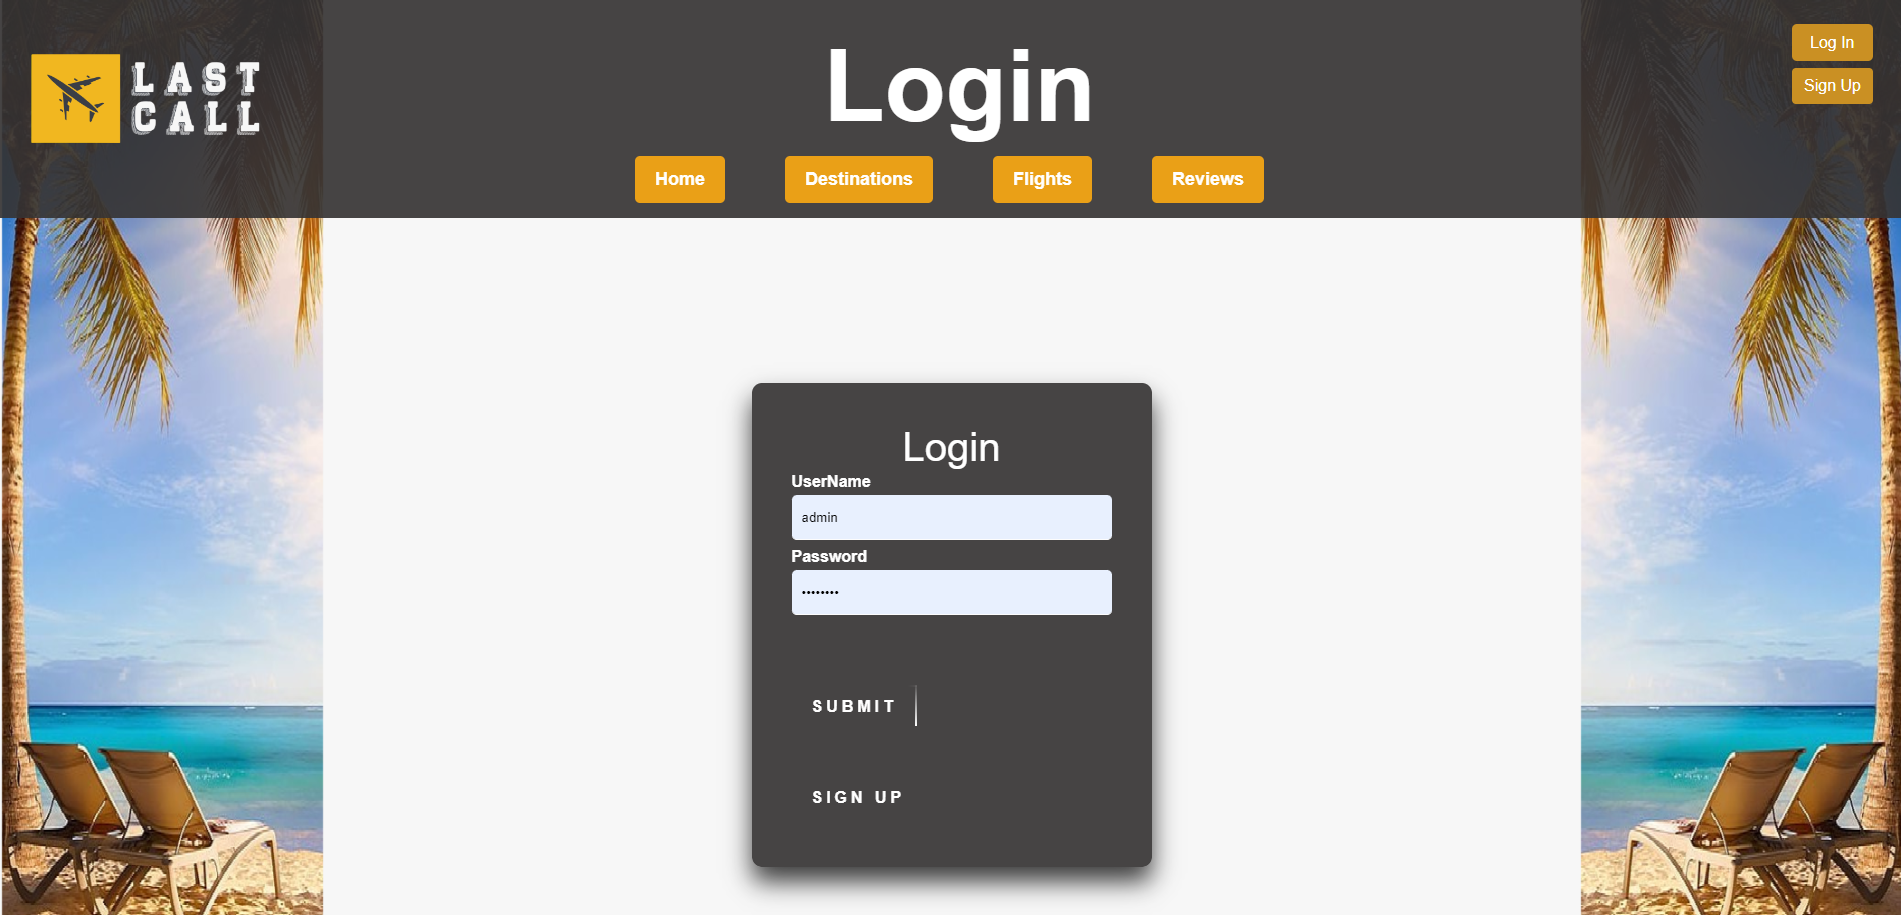 LAST
CALL
Login
Log In
Sign Up
Home Destinations Flights Reviews
Login
UserName
admin
Password
••••••••
SUBMIT
SIGN UP